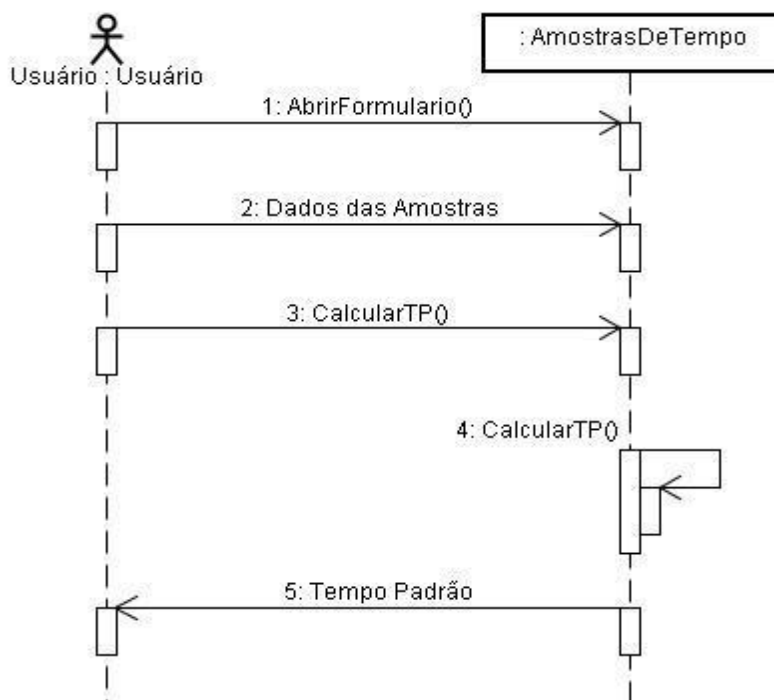 : AmostrasDeTempo
Usuário : Usuário
1: AbrirFormulario()
2: Dados das Amostras
3: CalcularTP()
4: CalcularTP()
5: Tempo Padrão